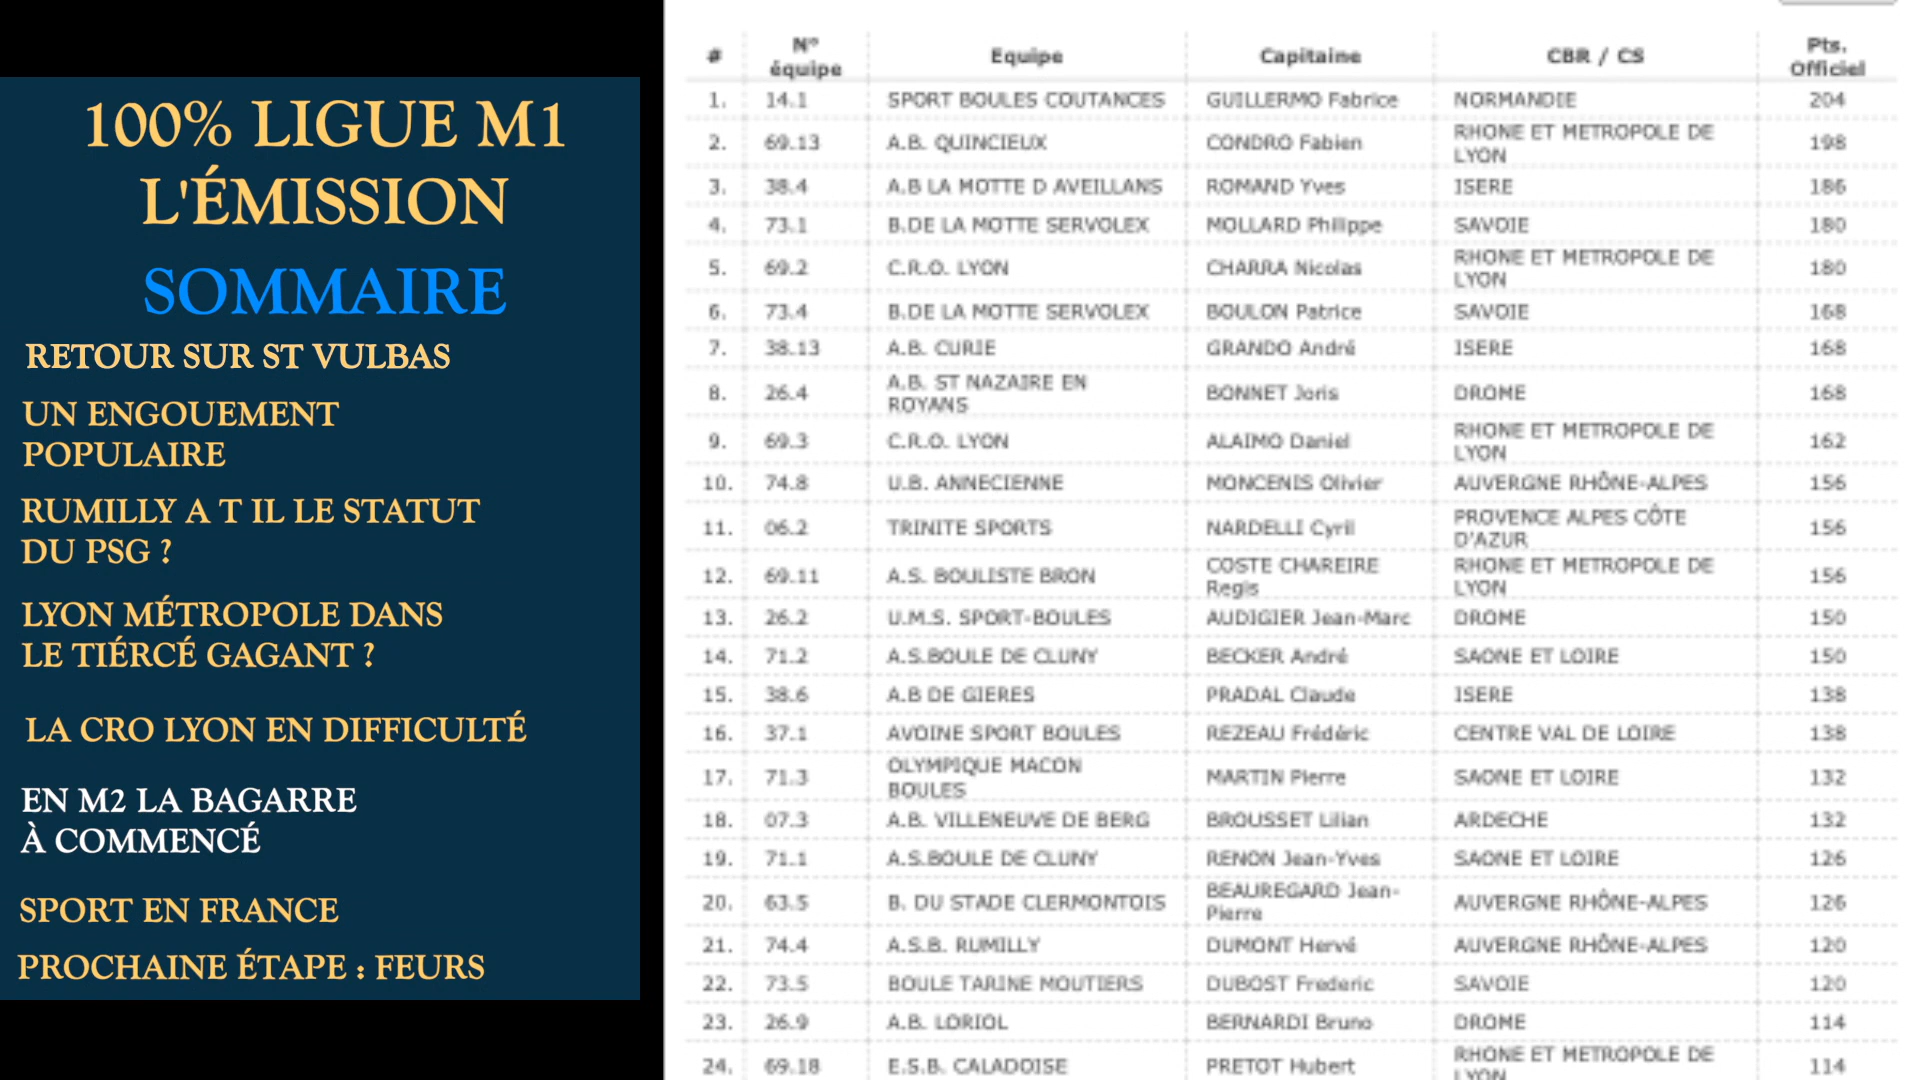 100% LIGUE M1
L'ÉMISSION
SOMMAIRE
RETOUR SUR ST VULBAS
UN ENGOUEMENT
POPULAIRE
RUMILLY A T IL LE STATUT
DU PSG ?
LYON MÉTROPOLE DANS
LE TIÉRCÉ GAGANT ?
LA CRO LYON EN DIFFICULTÉ
EN M2 LA BAGARRE
À COMMENCÉ
SPORT EN FRANCE
PROCHAINE ÉTAPE : FEURS
# N° équipe Equipe Capitaine CBR / CS Pts. Officiel
1. 14.1 SPORT BOULES COUTANCES GUILLERMO Fabrice NORMANDIE 204
2. 69.13 A.B. QUINCIEUX CONDRO Fabien RHONE ET METROPOLE DE LYON 198
3. 38.4 A.B LA MOTTE D AVEILLANS ROMAND Yves ISERE 186
4. 73.1 B.DE LA MOTTE SERVOLEX MOLLARD Philippe SAVOIE 180
5. 69.2 C.R.O. LYON CHARRA Nicolas RHONE ET METROPOLE DE LYON 180
6. 73.4 B.DE LA MOTTE SERVOLEX BOULON Patrice SAVOIE 168
7. 38.13 A.B. CURIE GRANDO André ISERE 168
8. 26.4 A.B. ST NAZAIRE EN ROYANS BONNET Joris DROME 168
9. 69.3 C.R.O. LYON ALAIMO Daniel RHONE ET METROPOLE DE LYON 162
10. 74.8 U.B. ANNECIENNE MONCENIS Olivier AUVERGNE RHÔNE-ALPES 156
11. 06.2 TRINITE SPORTS NARDELLI Cyril PROVENCE ALPES CÔTE D'AZUR 156
12. 69.11 A.S. BOULISTE BRON COSTE CHAREIRE Regis RHONE ET METROPOLE DE LYON 156
13. 26.2 U.M.S. SPORT-BOULES AUDIGIER Jean-Marc DROME 150
14. 71.2 A.S.BOULE DE CLUNY BECKER André SAONE ET LOIRE 150
15. 38.6 A.B DE GIERES PRADAL Claude ISERE 138
16. 37.1 AVOINE SPORT BOULES REZEAU Frédéric CENTRE VAL DE LOIRE 138
17. 71.3 OLYMPIQUE MACON BOULES MARTIN Pierre SAONE ET LOIRE 132
18. 07.3 A.B. VILLENEUVE DE BERG BROUSSET Lilian ARDECHE 132
19. 71.1 A.S.BOULE DE CLUNY RENON Jean-Yves SAONE ET LOIRE 126
20. 63.5 B. DU STADE CLERMONTOIS BEAUREGARD Jean-Pierre AUVERGNE RHÔNE-ALPES 126
21. 74.4 A.S.B. RUMILLY DUMONT Hervé AUVERGNE RHÔNE-ALPES 120
22. 73.5 BOULE TARINE MOUTIERS DUBOST Frederic SAVOIE 120
23. 26.9 A.B. LORIOL BERNARDI Bruno DROME 114
24. 69.18 E.S.B. CALADOISE PRETOT Hubert RHONE ET METROPOLE DE LYON 114